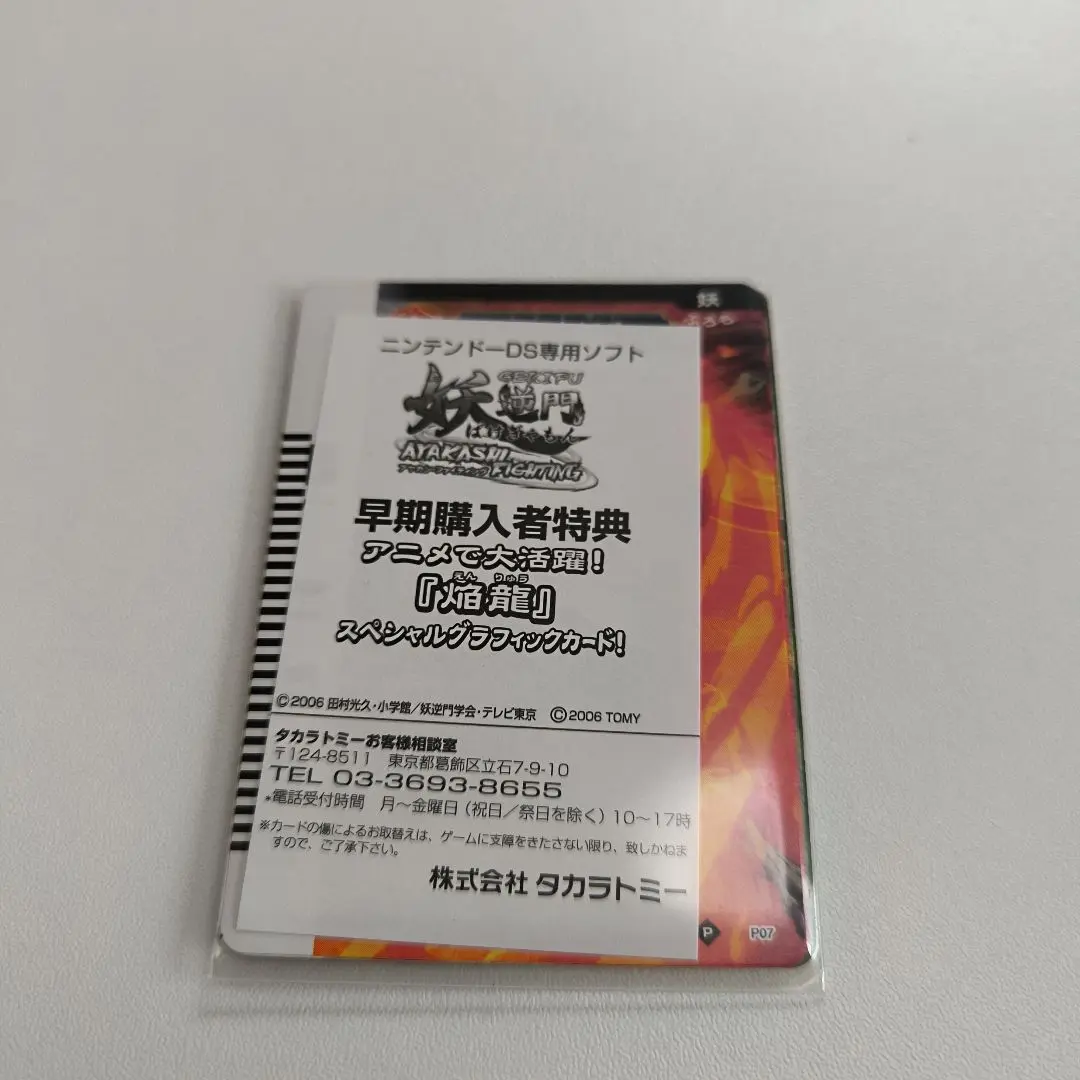 妖
ニンテンドーDS専用ソフト
GEKIFU
妖逆門
ばけぎゃもん
AYAKASHI
アヤカシファイティング FIGHTING
早期購入者特典
アニメで大活躍!
えん りゅう
『焔龍』
スペシャルグラフィックカード!
©2006 田村光久・小学館/妖逆門学会・テレビ東京 ©2006 TOMY
タカラトミーお客様相談室
〒124-8511 東京都葛飾区立石7-9-10
TEL 03-3693-8655
*電話受付時間 月~金曜日(祝日/祭日を除く)10~17時
※カードの傷によるお取替えは、ゲームに支障をきたさない限り、致しかねま
すので、ご了承下さい。
株式会社 タカラトミー
P P07